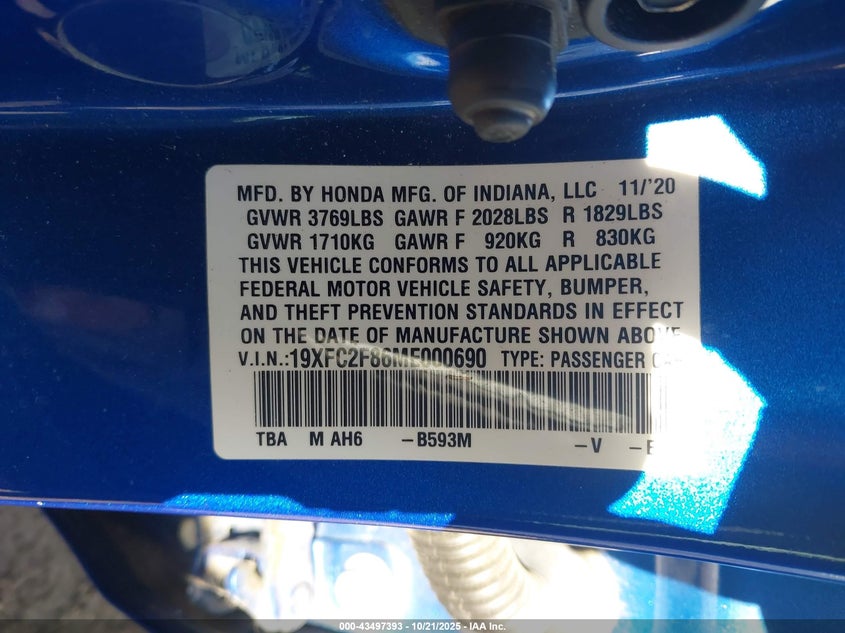 MFD. BY HONDA MFG. OF INDIANA, LLC 11/'20
GVWR 3769LBS GAWR F 2028LBS R 1829LBS
GVWR 1710KG GAWR F 920KG R 830KG
THIS VEHICLE CONFORMS TO ALL APPLICABLE
FEDERAL MOTOR VEHICLE SAFETY, BUMPER,
AND THEFT PREVENTION STANDARDS IN EFFECT
ON THE DATE OF MANUFACTURE SHOWN ABOVE
V.I.N.:19XFC2F86ME000690 TYPE: PASSENGER
TBA M AH6 -B593M -V
000-43497393 | 10/21/2025 - IAA Inc.